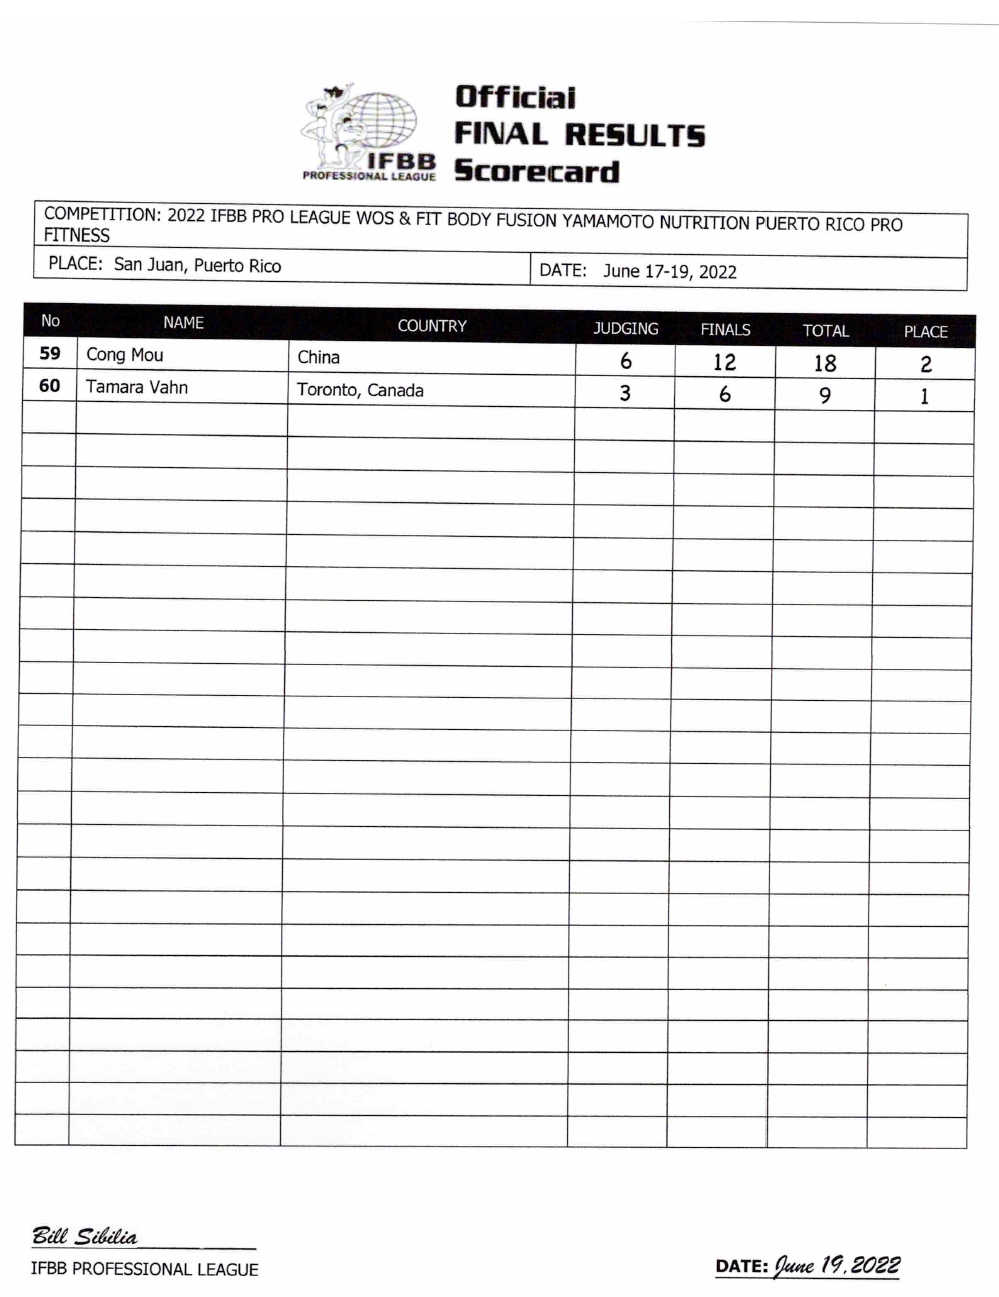 Official
FINAL RESULTS
Scorecard
IFBB
PROFESSIONAL LEAGUE
COMPETITION: 2022 IFBB PRO LEAGUE WOS & FIT BODY FUSION YAMAMOTO NUTRITION PUERTO RICO PRO
FITNESS
PLACE: San Juan, Puerto Rico DATE: June 17-19, 2022
No NAME COUNTRY JUDGING FINALS TOTAL PLACE
59 Cong Mou China 6 12 18 2
60 Tamara Vahn Toronto, Canada 3 6 9 1
Bill Sibilia
IFBB PROFESSIONAL LEAGUE
DATE: June 19, 2022